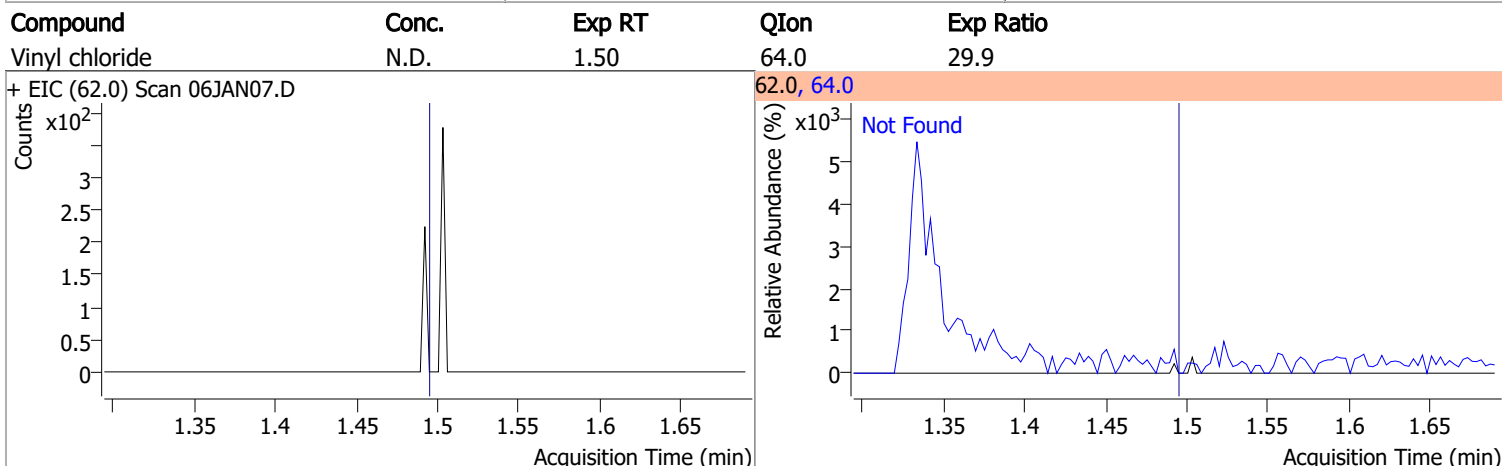 Compound Conc. Exp RT QIon Exp Ratio
Vinyl chloride N.D. 1.50 64.0 29.9
+ EIC (62.0) Scan 06JAN07.D
Counts
x10²
3
2.5
2
1.5
1
0.5
0
1.35 1.4 1.45 1.5 1.55 1.6 1.65
Acquisition Time (min)
62.0, 64.0
Relative Abundance (%)
x10³
Not Found
5
4
3
2
1
0
1.35 1.4 1.45 1.5 1.55 1.6 1.65
Acquisition Time (min)